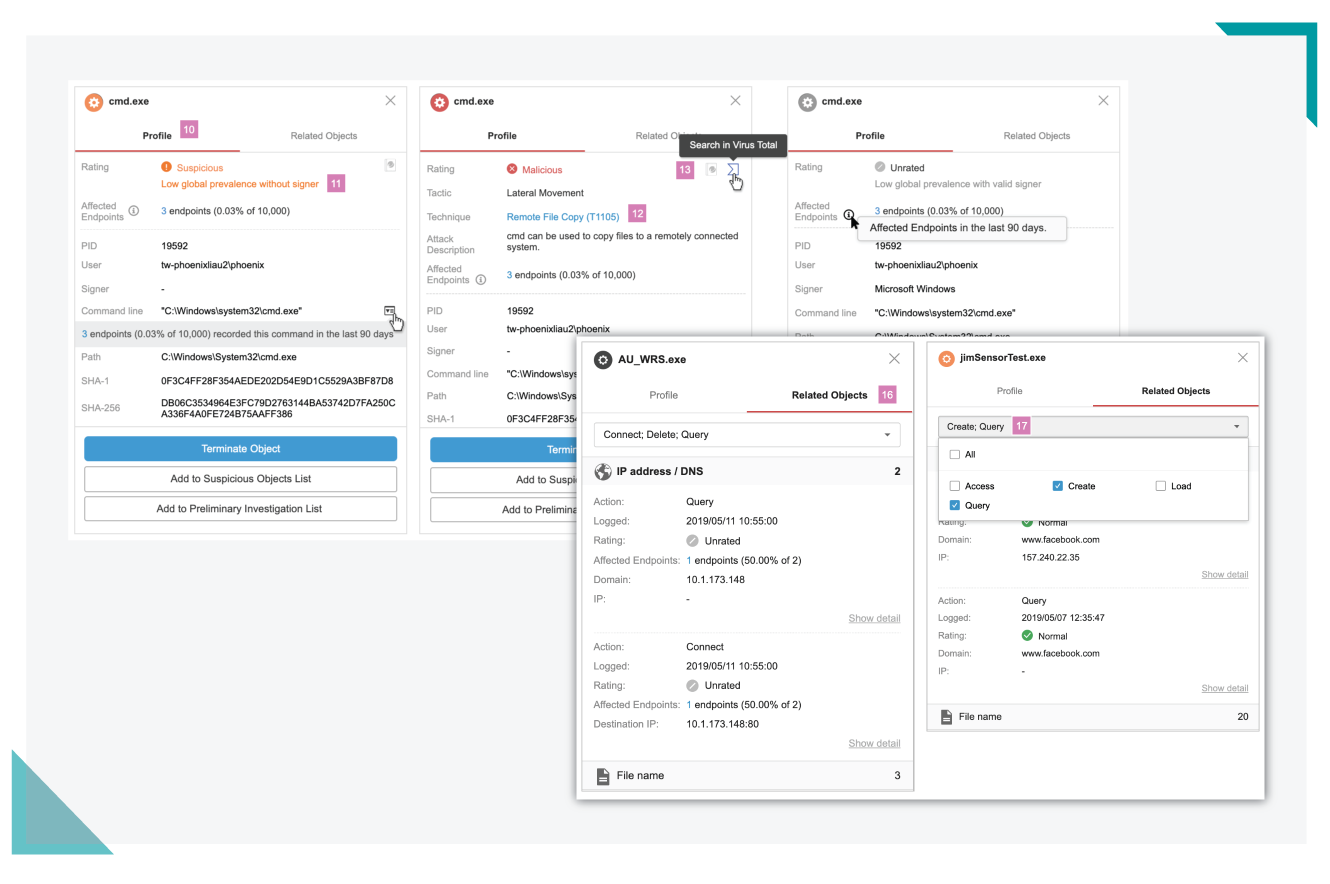 cmd.exe
Profile 10
Related Objects
Rating
Suspicious
Low global prevalence without signer 11
Affected
Endpoints
3 endpoints (0.03% of 10,000)
PID
19592
User
tw-phoenixliau2\phoenix
Signer
-
Command line
"C:\Windows\system32\cmd.exe"
3 endpoints (0.03% of 10,000) recorded this command in the last 90 days
Path
C:\Windows\System32\cmd.exe
SHA-1
0F3C4FF28F354AEDE202D54E9D1C5529A3BF87D8
SHA-256
DB06C3534964E3FC79D2763144BA53742D7FA250C
A336F4A0FE724B75AAFF386
Terminate Object
Add to Suspicious Objects List
Add to Preliminary Investigation List
cmd.exe
Profile
Related
Search in Virus Total
Rating
Malicious
13
Tactic
Lateral Movement
Technique
Remote File Copy (T1105) 12
Attack
Description
cmd can be used to copy files to a remotely connected
system.
Affected
Endpoints
3 endpoints (0.03% of 10,000)
PID
19592
User
tw-phoenixliau2\phoenix
Signer
-
Command line
"C:\Windows\sys
Path
C:\Windows\Sys
SHA-1
0F3C4FF28F354
Termin
Add to Suspi
Add to Prelimina
cmd.exe
Profile
Related Objects
Rating
Unrated
Low global prevalence with valid signer
Affected
Endpoints
3 endpoints (0.03% of 10,000)
Affected Endpoints in the last 90 days.
PID
19592
User
tw-phoenixliau2\phoenix
Signer
Microsoft Windows
Command line
"C:\Windows\system32\cmd.exe"
Path
C:\Windows\System32\cmd.exe
AU_WRS.exe
Profile
Related Objects 16
Connect; Delete; Query
IP address / DNS
2
Action:
Query
Logged:
2019/05/11 10:55:00
Rating:
Unrated
Affected Endpoints:
1 endpoints (50.00% of 2)
Domain:
10.1.173.148
IP:
-
Show detail
Action:
Connect
Logged:
2019/05/11 10:55:00
Rating:
Unrated
Affected Endpoints:
1 endpoints (50.00% of 2)
Destination IP:
10.1.173.148:80
Show detail
File name
3
jimSensorTest.exe
Profile
Related Objects
Create; Query 17
All
Access
Create
Load
Query
Rating:
Normal
Domain:
www.facebook.com
IP:
157.240.22.35
Show detail
Action:
Query
Logged:
2019/05/07 12:35:47
Rating:
Normal
Domain:
www.facebook.com
IP:
-
Show detail
File name
20